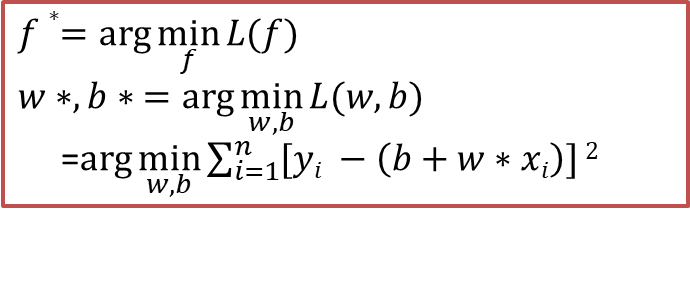 f * = arg min_f L(f)
w *, b * = arg min_{w,b} L(w, b)
=arg min_{w,b} ∑_{i=1}^{n} [y_i − (b + w * x_i)] ^2